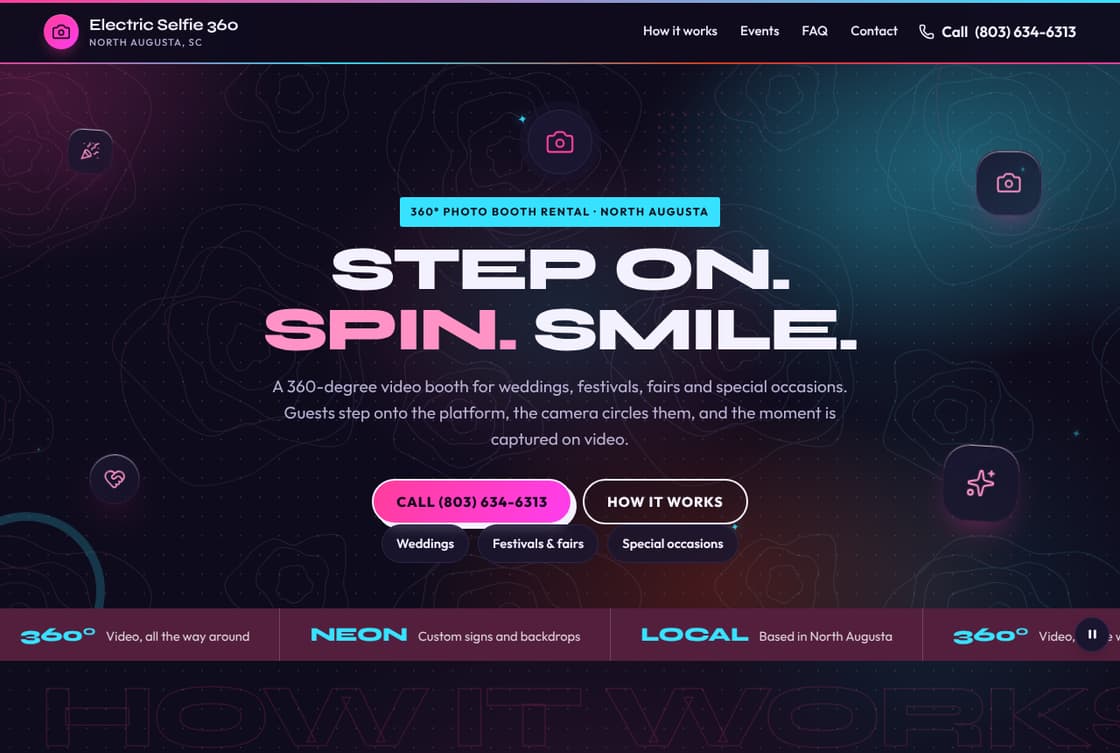 Electric Selfie 360
NORTH AUGUSTA, SC
How it works
Events
FAQ
Contact
Call (803) 634-6313
360° PHOTO BOOTH RENTAL · NORTH AUGUSTA
STEP ON.
SPIN. SMILE.
A 360-degree video booth for weddings, festivals, fairs and special occasions.
Guests step onto the platform, the camera circles them, and the moment is
captured on video.
CALL (803) 634-6313
HOW IT WORKS
Weddings
Festivals & fairs
Special occasions
360° Video, all the way around
NEON Custom signs and backdrops
LOCAL Based in North Augusta
360° Video,
HOW IT WORKS